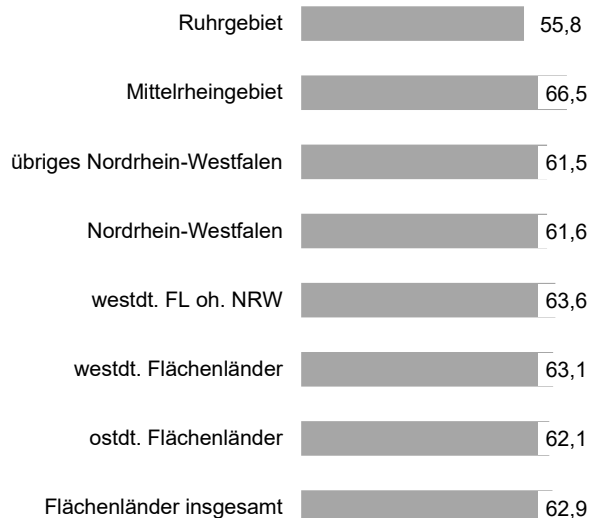 Ruhrgebiet 55,8
Mittelrheingebiet 66,5
übriges Nordrhein-Westfalen 61,5
Nordrhein-Westfalen 61,6
westdt. FL oh. NRW 63,6
westdt. Flächenländer 63,1
ostdt. Flächenländer 62,1
Flächenländer insgesamt 62,9